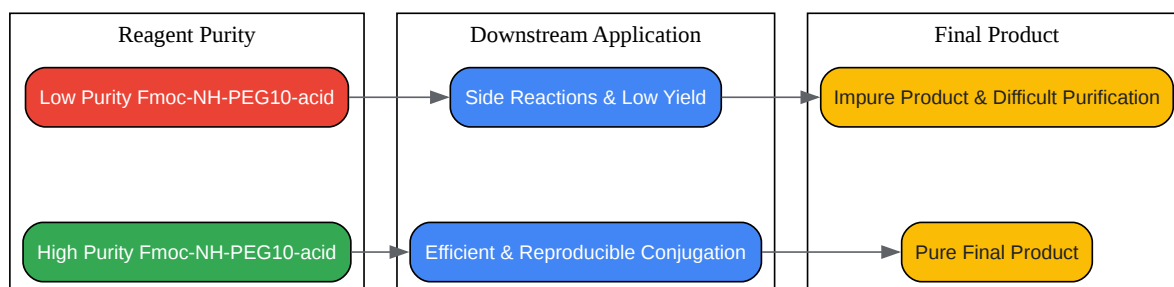 Reagent Purity
Downstream Application
Final Product
Low Purity Fmoc-NH-PEG10-acid
Side Reactions & Low Yield
Impure Product & Difficult Purification
High Purity Fmoc-NH-PEG10-acid
Efficient & Reproducible Conjugation
Pure Final Product